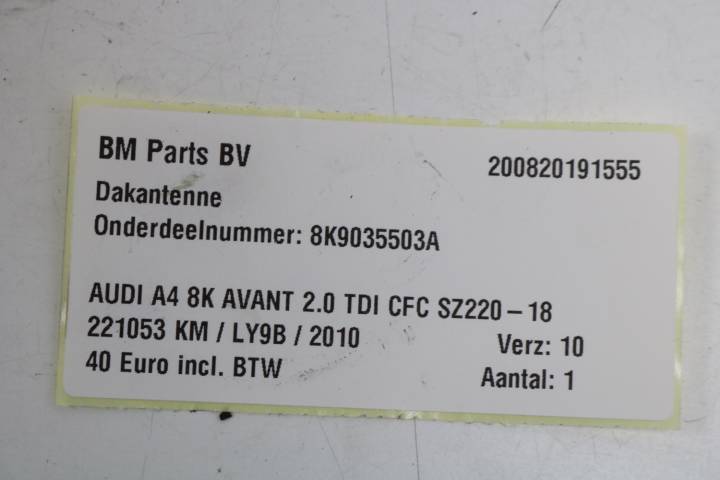 BM Parts BV
200820191555
Dakantenne
Onderdeelnummer: 8K9035503A
AUDI A4 8K AVANT 2.0 TDI CFC SZ220 – 18
221053 KM / LY9B / 2010
Verz: 10
40 Euro incl. BTW
Aantal: 1